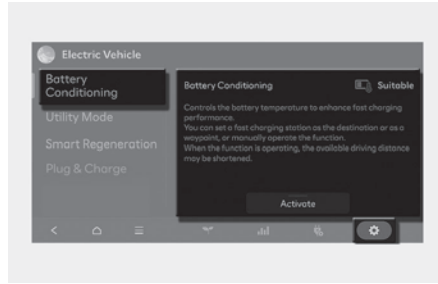 Electric Vehicle
Battery
Conditioning
Utility Mode
Smart Regeneration
Plug & Charge
Battery Conditioning
Suitable
Controls the battery temperature to enhance fast charging
performance.
You can set a fast charging station as the destination or as a
waypoint, or manually operate the function.
When the function is operating, the available driving distance
may be shortened.
Activate